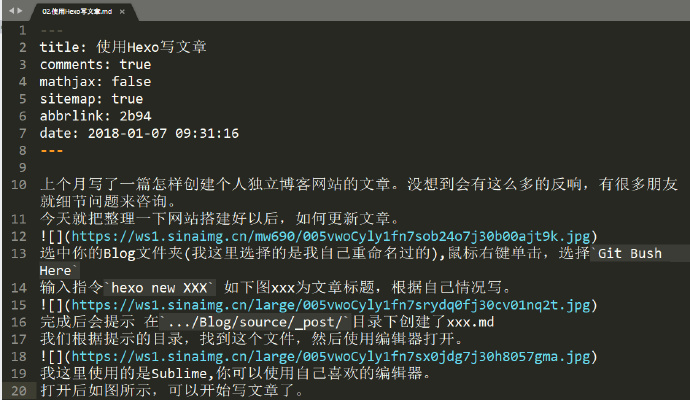 02.使用Hexo写文章.md
1 ---
2 title: 使用Hexo写文章
3 comments: true
4 mathjax: false
5 sitemap: true
6 abbrlink: 2b94
7 date: 2018-01-07 09:31:16
8 ---
9
10 上个月写了一篇怎样创建个人独立博客网站的文章。没想到会有这么多的反响，有很多朋友
就细节问题来咨询。
11 今天就把整理一下网站搭建好以后，如何更新文章。
12 ![](https://ws1.sinaimg.cn/mw690/005vwoCyly1fn7sob24o7j30b00ajt9k.jpg)
13 选中你的Blog文件夹(我这里选择的是我自己重命名过的),鼠标右键单击，选择`Git Bush
Here`
14 输入指令`hexo new XXX` 如下图xxx为文章标题，根据自己情况写。
15 ![](https://ws1.sinaimg.cn/large/005vwoCyly1fn7srydq0fj30cv01nq2t.jpg)
16 完成后会提示 在`.../Blog/source/_post/`目录下创建了xxx.md
17 我们根据提示的目录，找到这个文件，然后使用编辑器打开。
18 ![](https://ws1.sinaimg.cn/large/005vwoCyly1fn7sx0jdg7j30h8057gma.jpg)
19 我这里使用的是Sublime,你可以使用自己喜欢的编辑器。
20 打开后如图所示，可以开始写文章了。